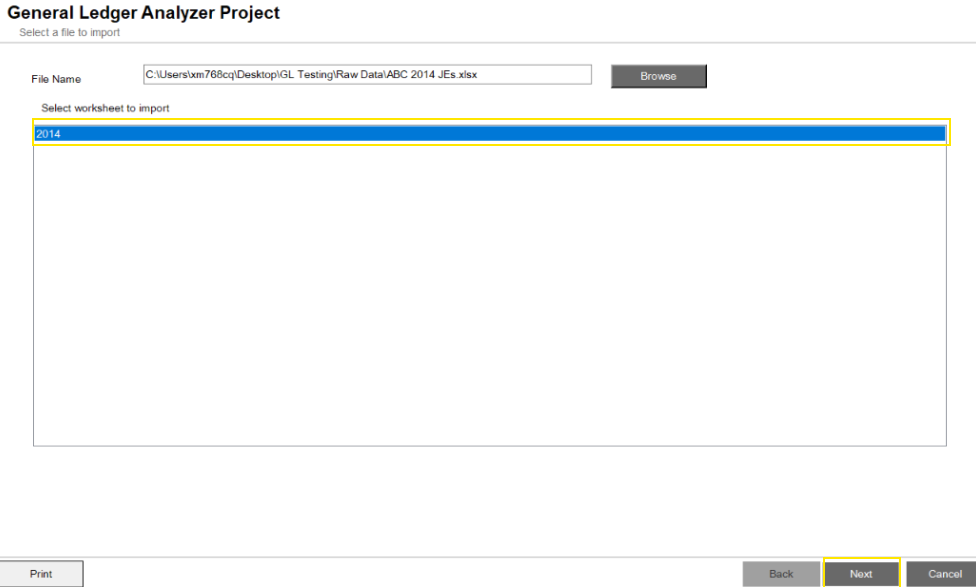 General Ledger Analyzer Project
Select a file to import
File Name C:\Users\xm768cq\Desktop\GL Testing\Raw Data\ABC 2014 JEs.xlsx Browse
Select worksheet to import
2014
Print Back Next Cancel